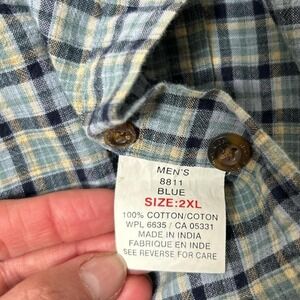 MEN'S
8811
BLUE
SIZE:2XL
100% COTTON/COTON
WPL 6635 / CA 05331
MADE IN INDIA
FABRIQUE EN INDE
SEE REVERSE FOR CARE